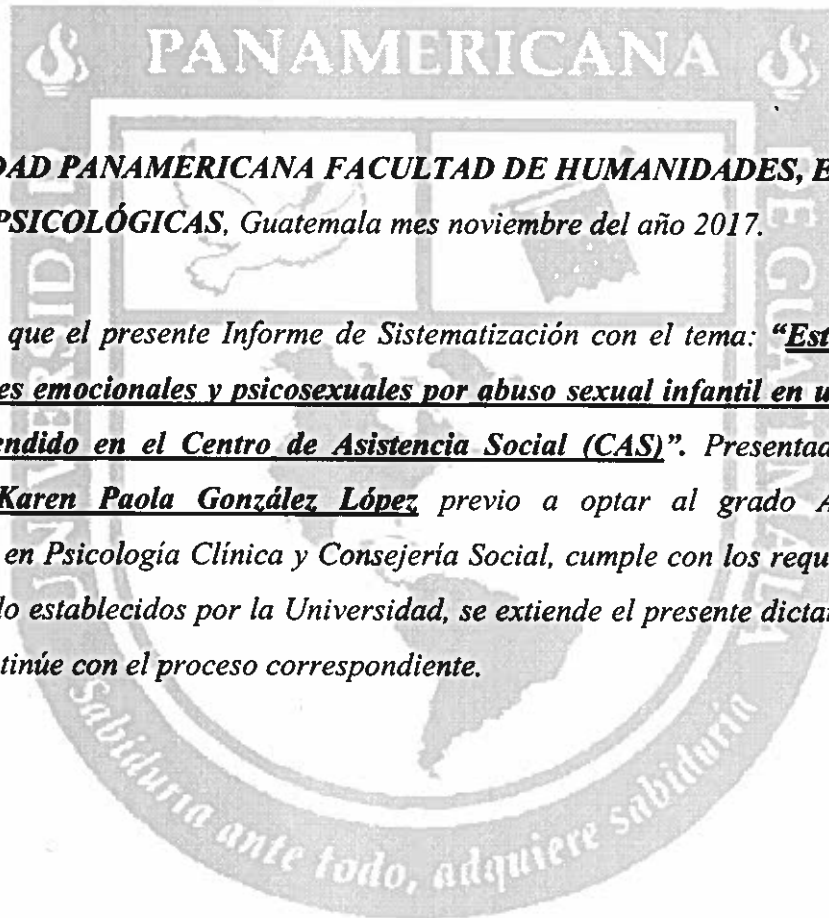 PANAMERICANA
UNIVERSIDAD
DE GUATEMALA
DAD PANAMERICANA FACULTAD DE HUMANIDADES, E
PSICOLÓGICAS, Guatemala mes noviembre del año 2017.
que el presente Informe de Sistematización con el tema: “Est
es emocionales y psicosexuales por abuso sexual infantil en u
endido en el Centro de Asistencia Social (CAS)”. Presentad
Karen Paola González López previo a optar al grado A
en Psicología Clínica y Consejería Social, cumple con los requ
lo establecidos por la Universidad, se extiende el presente dicta
tinúe con el proceso correspondiente.
Sabiduría ante todo, adquiere sabiduría